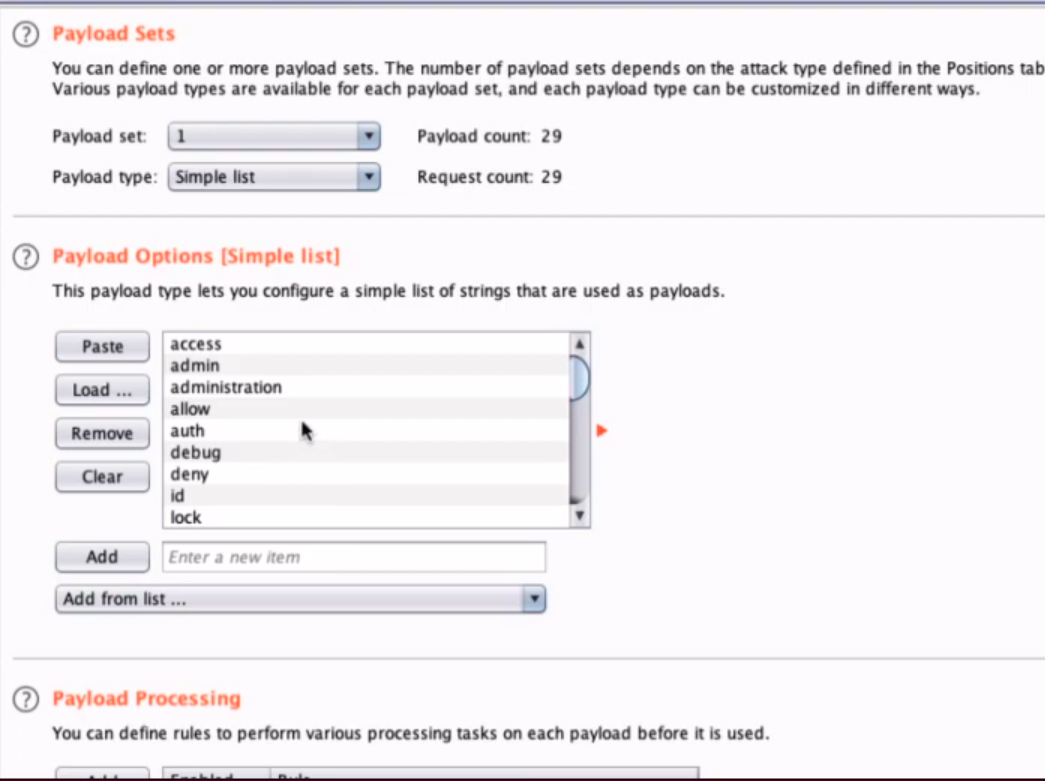 Payload Sets
You can define one or more payload sets. The number of payload sets depends on the attack type defined in the Positions tab
Various payload types are available for each payload set, and each payload type can be customized in different ways.
Payload set: 1 Payload count: 29
Payload type: Simple list Request count: 29
Payload Options [Simple list]
This payload type lets you configure a simple list of strings that are used as payloads.
Paste
Load ...
Remove
Clear
access
admin
administration
allow
auth
debug
deny
id
lock
Add Enter a new item
Add from list ...
Payload Processing
You can define rules to perform various processing tasks on each payload before it is used.
Add Enabled Rule